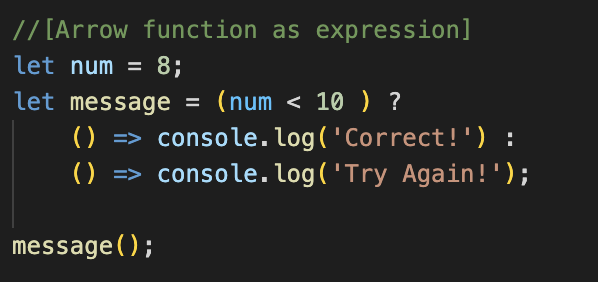 //[Arrow function as expression]
let num = 8;
let message = (num < 10 ) ?
    () => console.log('Correct!') :
    () => console.log('Try Again!');
message();